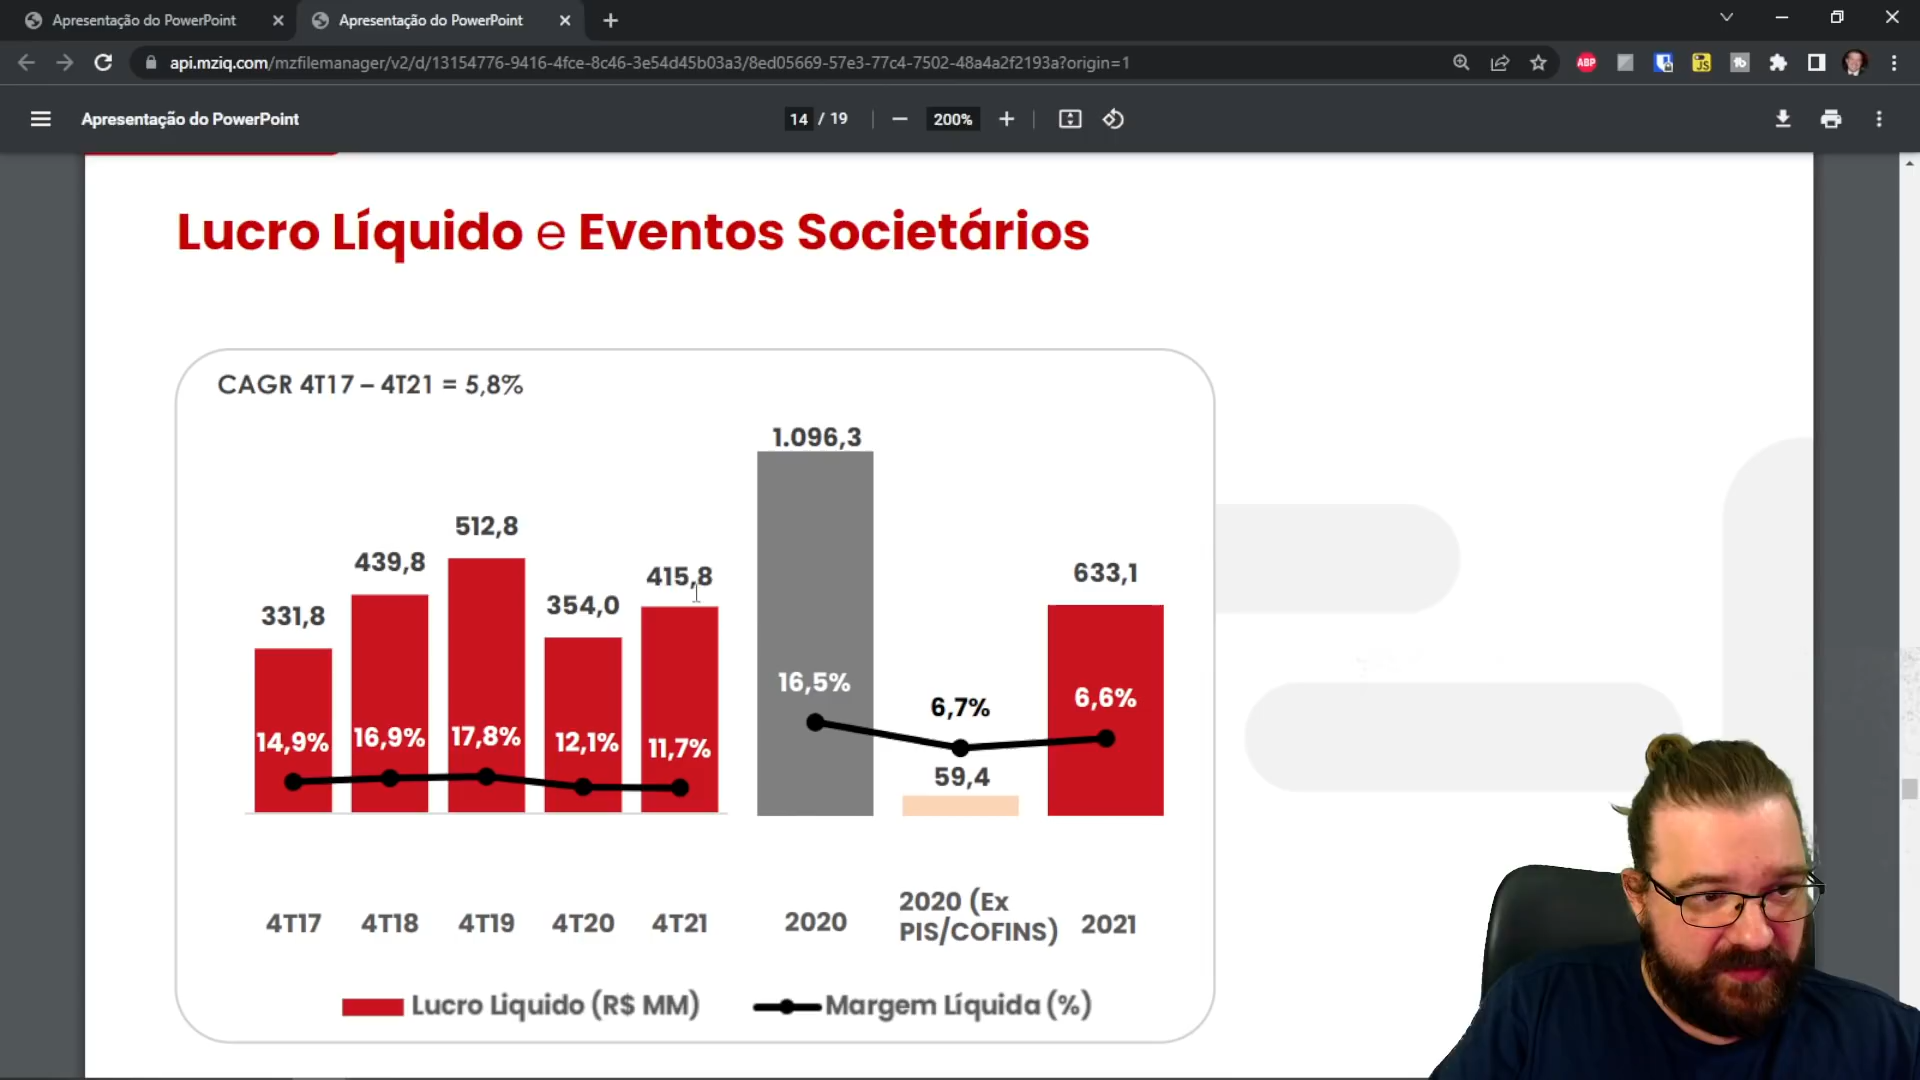 Apresentação do PowerPoint
Apresentação do PowerPoint
api.mziq.com/mzfilemanager/v2/d/13154776-9416-4fce-8c46-3e54d45b03a3/8ed05669-57e3-77c4-7502-48a4a2f2193a?origin=1
ABP
JS
Apresentação do PowerPoint
14 / 19
200%
Lucro Líquido e Eventos Societários
CAGR 4T17 – 4T21 = 5,8%
331,8
439,8
512,8
354,0
415,8
1.096,3
59,4
633,1
14,9%
16,9%
17,8%
12,1%
11,7%
16,5%
6,7%
6,6%
4T17
4T18
4T19
4T20
4T21
2020
2020 (Ex
PIS/COFINS)
2021
Lucro Liquido (R$ MM)
Margem Líquida (%)